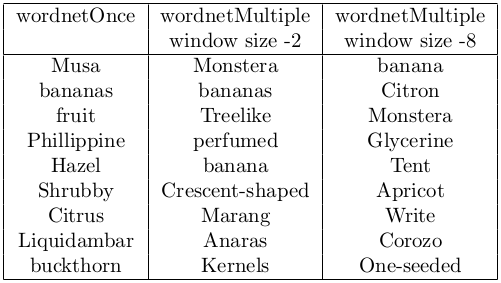 wordnetOnce wordnetMultiple wordnetMultiple
window size -2 window size -8
Musa Monstera banana
bananas bananas Citron
fruit Treelike Monstera
Phillippine perfumed Glycerine
Hazel banana Tent
Shrubby Crescent-shaped Apricot
Citrus Marang Write
Liquidambar Anaras Corozo
buckthorn Kernels One-seeded